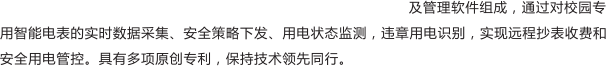 及管理软件组成，通过对校园专
用智能电表的实时数据采集、安全策略下发、用电状态监测，违章用电识别，实现远程抄表收费和
安全用电管控。具有多项原创专利，保持技术领先同行。